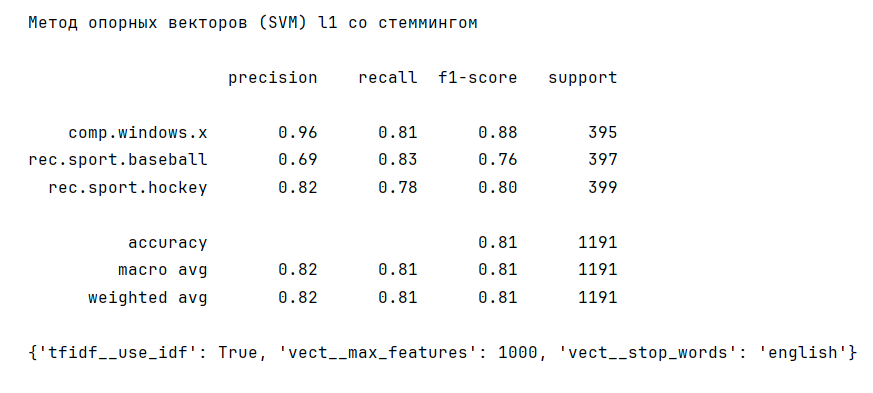 Метод опорных векторов (SVM) l1 со стеммингом
precision recall f1-score support
comp.windows.x 0.96 0.81 0.88 395
rec.sport.baseball 0.69 0.83 0.76 397
rec.sport.hockey 0.82 0.78 0.80 399
accuracy 0.81 1191
macro avg 0.82 0.81 0.81 1191
weighted avg 0.82 0.81 0.81 1191
{'tfidf__use_idf': True, 'vect__max_features': 1000, 'vect__stop_words': 'english'}